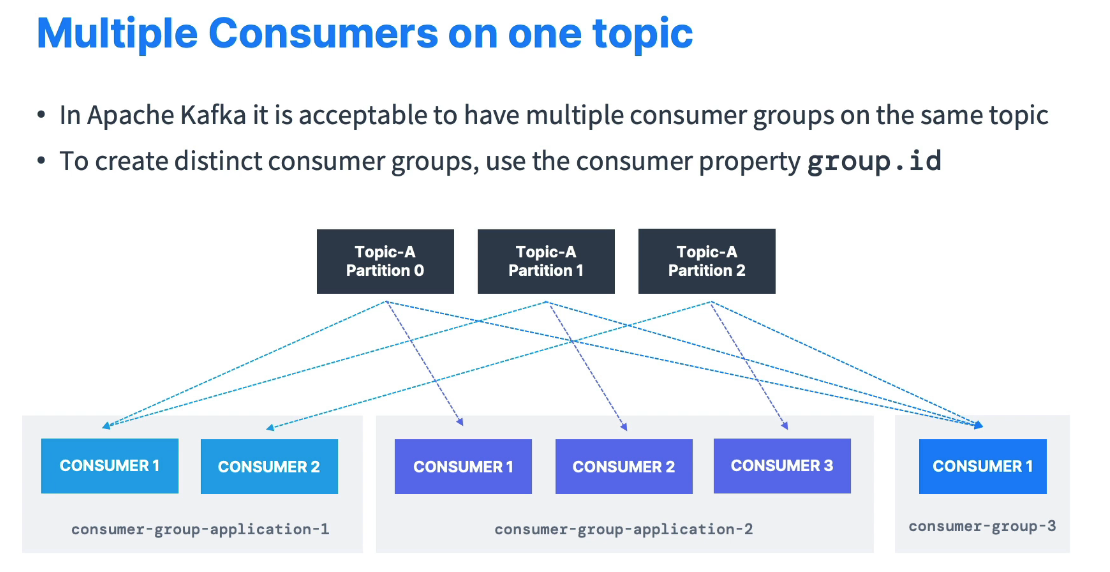 Multiple Consumers on one topic
• In Apache Kafka it is acceptable to have multiple consumer groups on the same topic
• To create distinct consumer groups, use the consumer property group.id
Topic-A
Partition 0
Topic-A
Partition 1
Topic-A
Partition 2
CONSUMER 1
CONSUMER 2
consumer-group-application-1
CONSUMER 1
CONSUMER 2
CONSUMER 3
consumer-group-application-2
CONSUMER 1
consumer-group-3